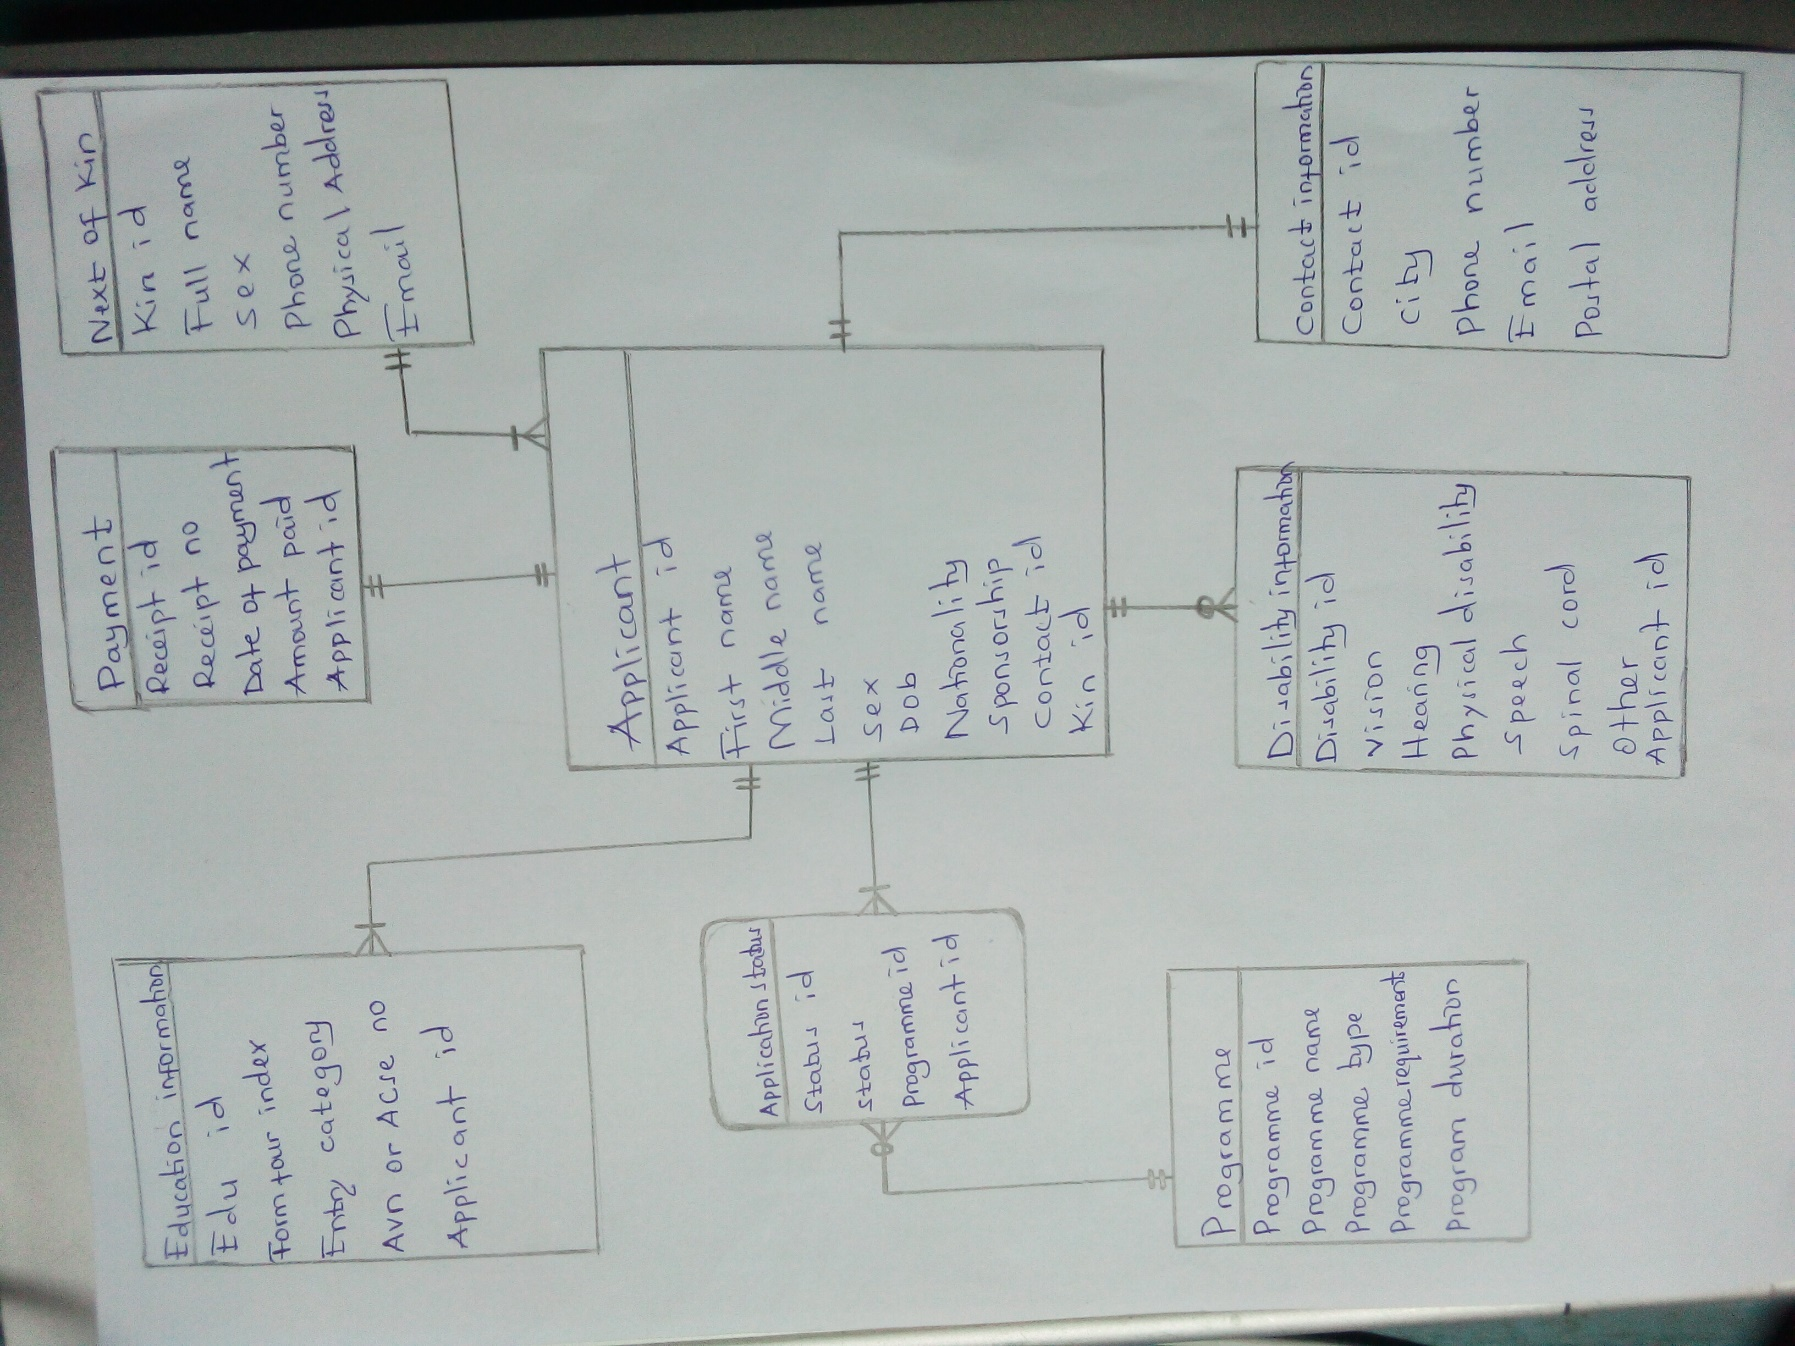 Education information
Edu id
Form four index
Entry category
Avn or ACSE no
Applicant id
Payment
Receipt id
Receipt no
Date of payment
Amount paid
Applicant id
Next of Kin
Kin id
Full name
Sex
Phone number
Physical Address
Email
Applicant
Applicant id
First name
Middle name
Last name
Sex
DOB
Nationality
Sponsorship
Contact id
Kin id
Application status
Status id
Status
Programme id
Applicant id
Programme
Programme id
Programme name
Programme type
Programme requirement
Program duration
Disability information
Disability id
Vision
Hearing
Physical disability
Speech
Spinal cord
Other
Applicant id
Contact information
Contact id
City
Phone number
Email
Postal address